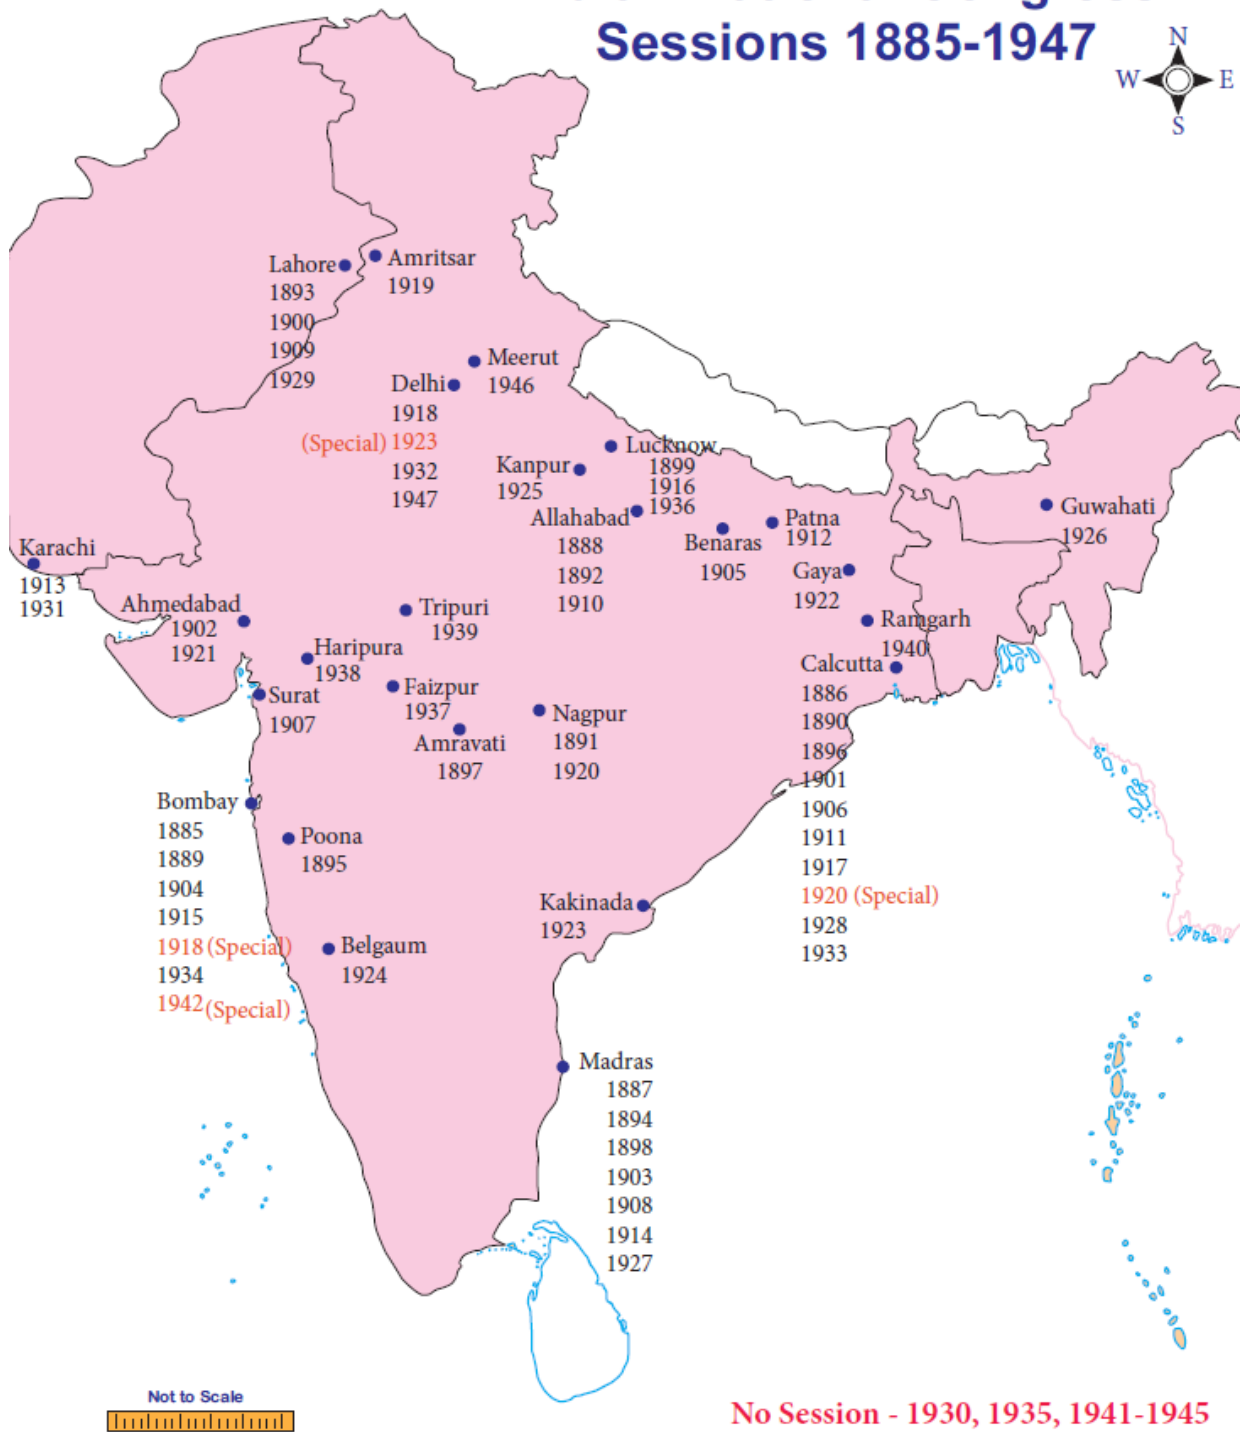 Sessions 1885-1947
N
W E
S
Lahore
1893
1900
1909
1929
Amritsar
1919
Meerut
1946
Delhi
1918
(Special) 1923
1932
1947
Lucknow
1899
1916
1936
Kanpur
1925
Allahabad
1888
1892
1910
Benaras
1905
Patna
1912
Guwahati
1926
Gaya
1922
Karachi
1913
1931
Ahmedabad
1902
1921
Tripuri
1939
Ramgarh
1940
Haripura
1938
Calcutta
1886
1890
1896
1901
1906
1911
1917
1920 (Special)
1928
1933
Surat
1907
Faizpur
1937
Amravati
1897
Nagpur
1891
1920
Bombay
1885
1889
1904
1915
1918 (Special)
1934
1942 (Special)
Poona
1895
Kakinada
1923
Belgaum
1924
Madras
1887
1894
1898
1903
1908
1914
1927
Not to Scale
No Session - 1930, 1935, 1941-1945